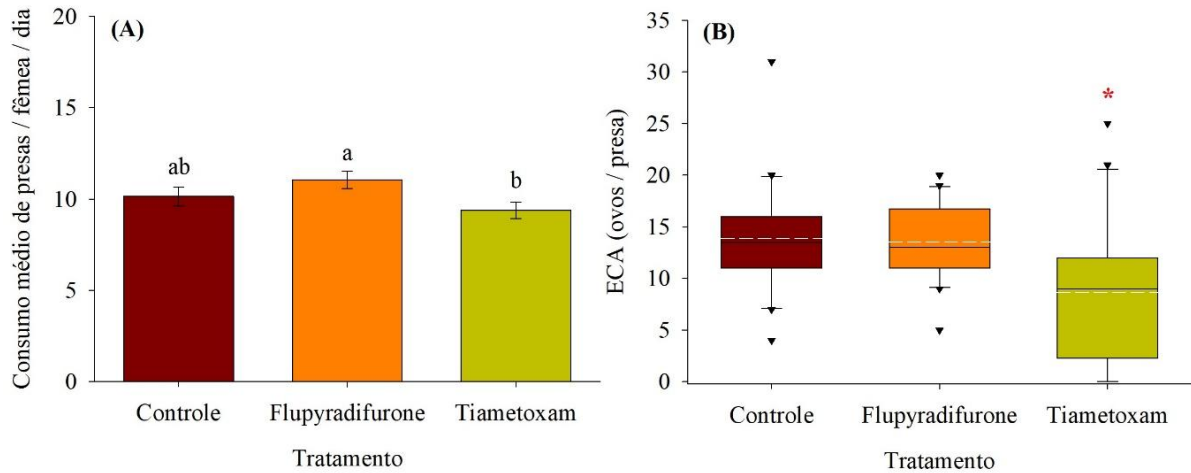 (A)
Consumo médio de presas / fêmea / dia
20
15
10
5
0
ab
a
b
Controle
Flupyradifurone
Tiametoxam
Tratamento
(B)
ECA (ovos / presa)
35
30
25
20
15
10
5
0
*
Controle
Flupyradifurone
Tiametoxam
Tratamento